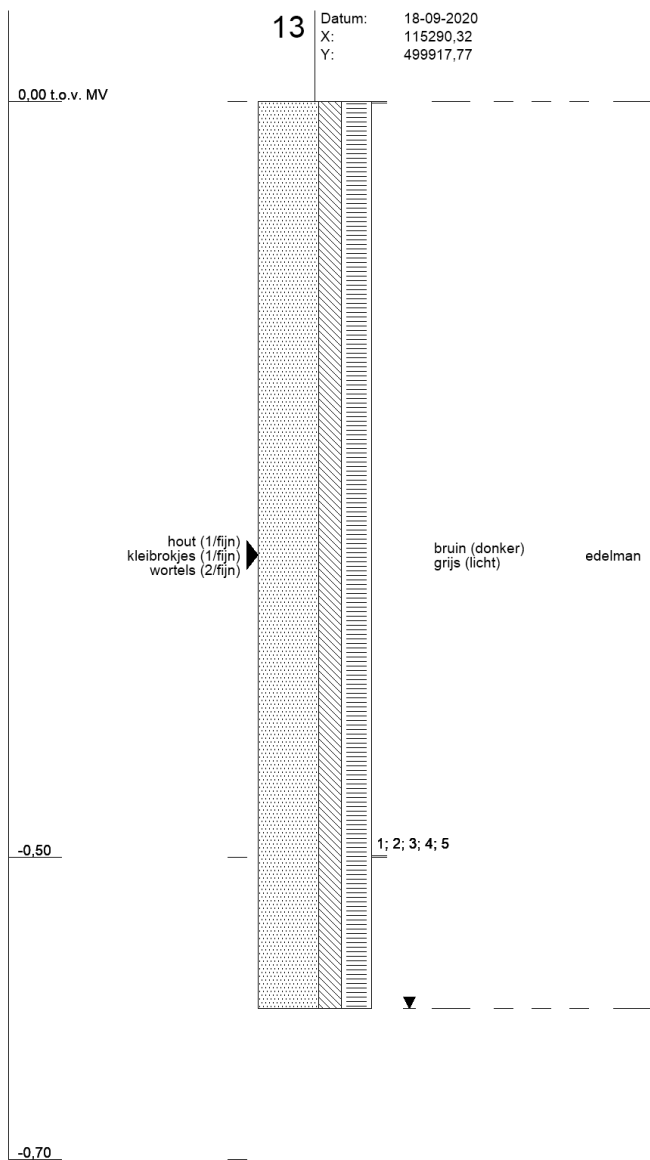 13
Datum: 18-09-2020
X: 115290,32
Y: 499917,77
0,00 t.o.v. MV
hout (1/fijn)
kleibrokjes (1/fijn)
wortels (2/fijn)
bruin (donker)
grijs (licht)
edelman
1; 2; 3; 4; 5
-0,50
-0,70